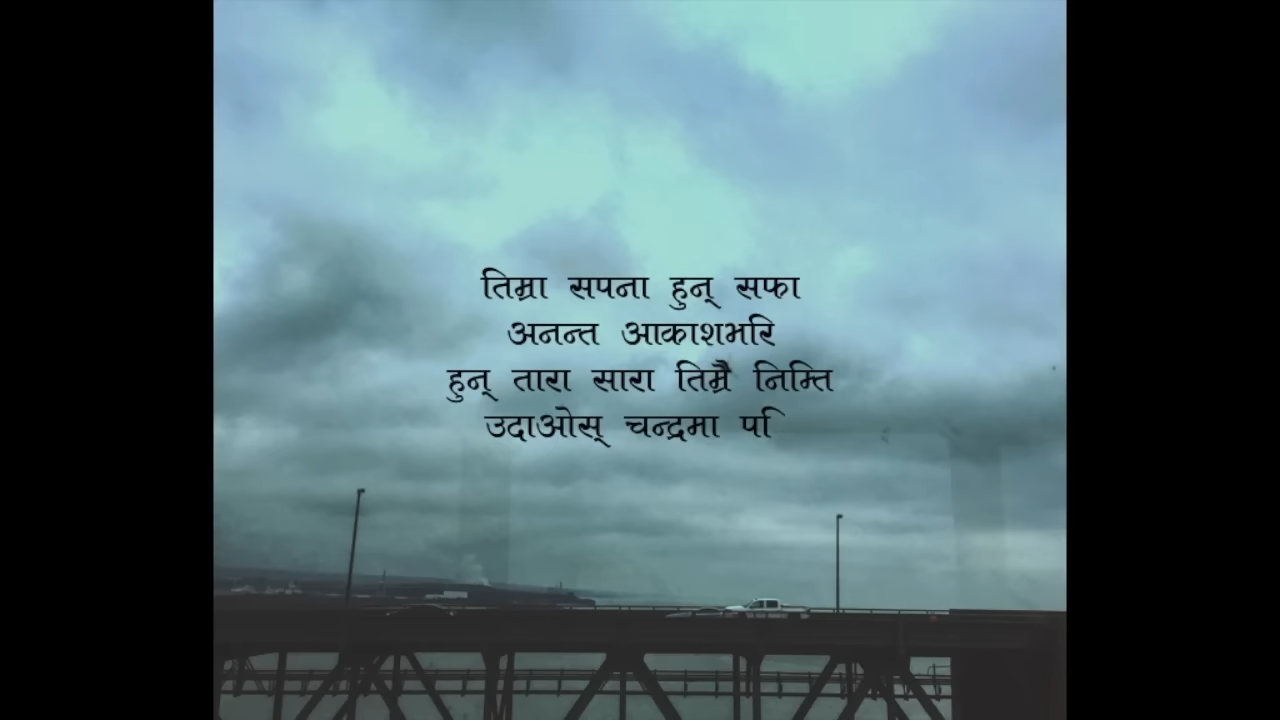 तिम्रा सपना हुन् सफा
अनन्त आकाशभरि
हुन् तारा सारा तिम्रै निम्ति
उदाओस् चन्द्रमा पि